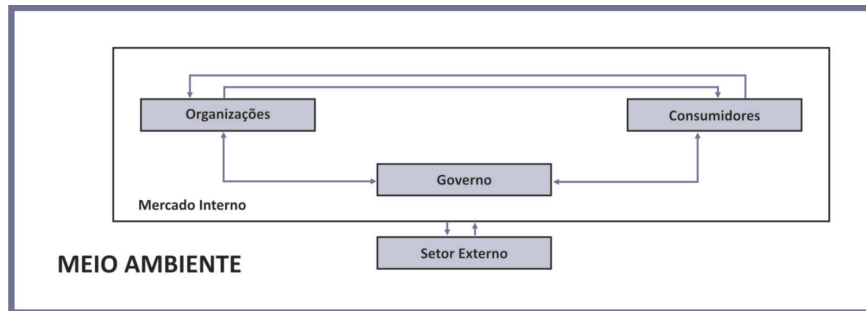 Organizações
Consumidores
Governo
Mercado Interno
Setor Externo
MEIO AMBIENTE